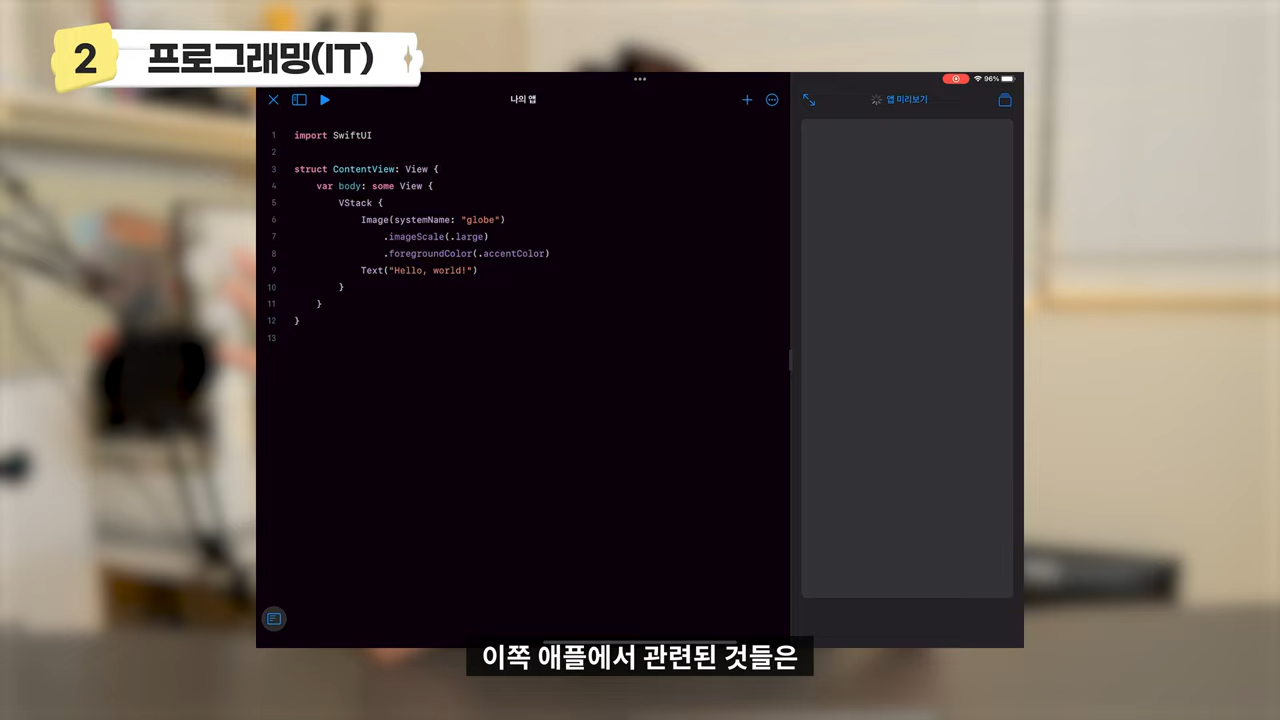 2 프로그래밍(IT)
96%
나의 앱
앱 미리보기
1 import SwiftUI
2
3 struct ContentView: View {
4 var body: some View {
5 VStack {
6 Image(systemName: "globe")
7 .imageScale(.large)
8 .foregroundColor(.accentColor)
9 Text("Hello, world!")
10 }
11 }
12 }
13
이쪽 애플에서 관련된 것들은